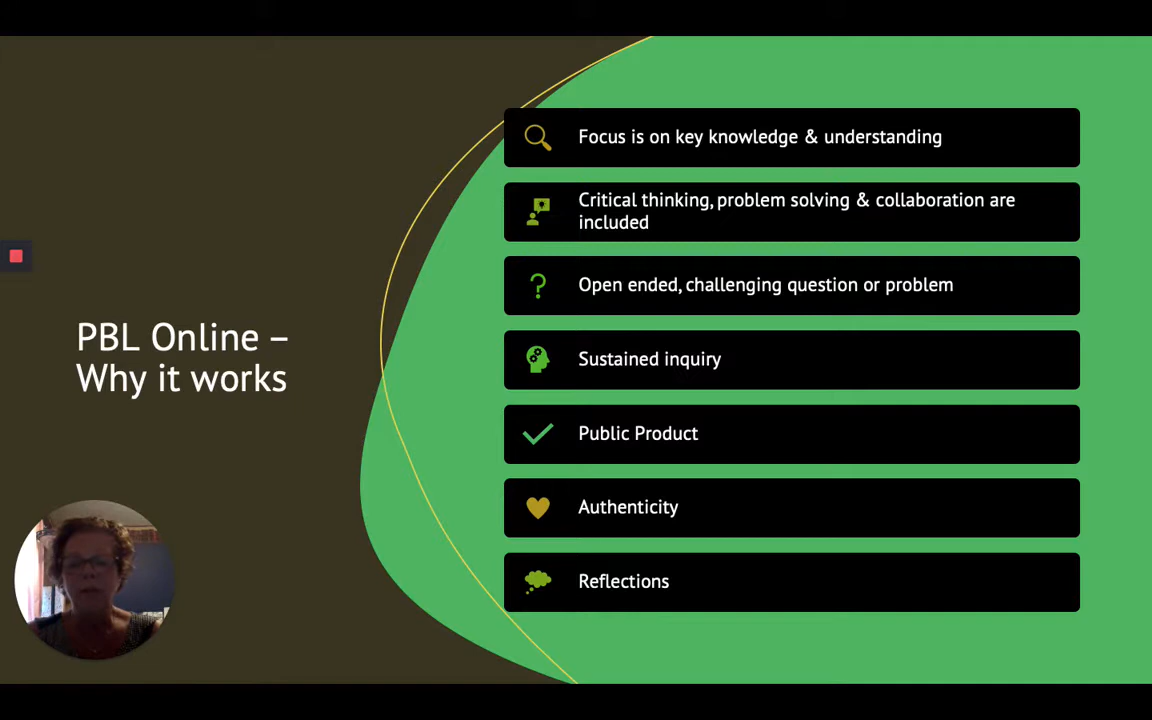 PBL Online –
Why it works
Focus is on key knowledge & understanding
Critical thinking, problem solving & collaboration are
included
Open ended, challenging question or problem
Sustained inquiry
Public Product
Authenticity
Reflections